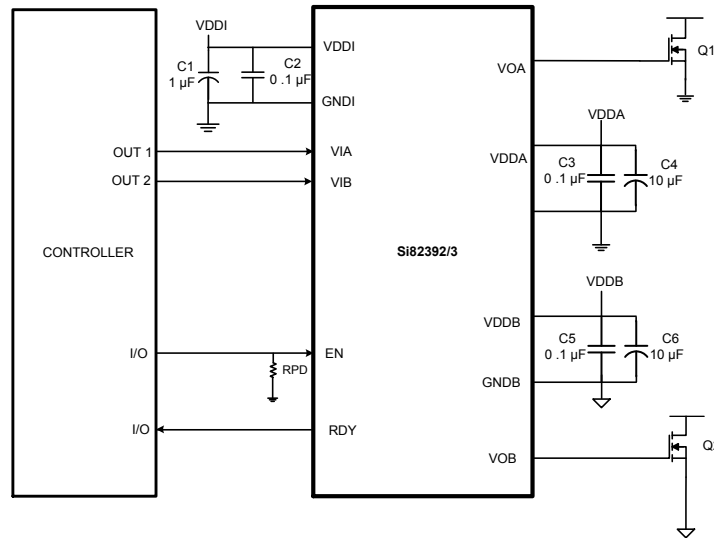 VDDI
C1
1 µF
C2
0 .1 µF
VDDI
GNDI
OUT 1
VIA
OUT 2
VIB
CONTROLLER
Si82392/3
I/O
EN
RPD
I/O
RDY
VOA
Q1
VDDA
VDDA
C3
0 .1 µF
C4
10 µF
VDDB
VDDB
C5
0 .1 µF
C6
10 µF
GNDB
VOB